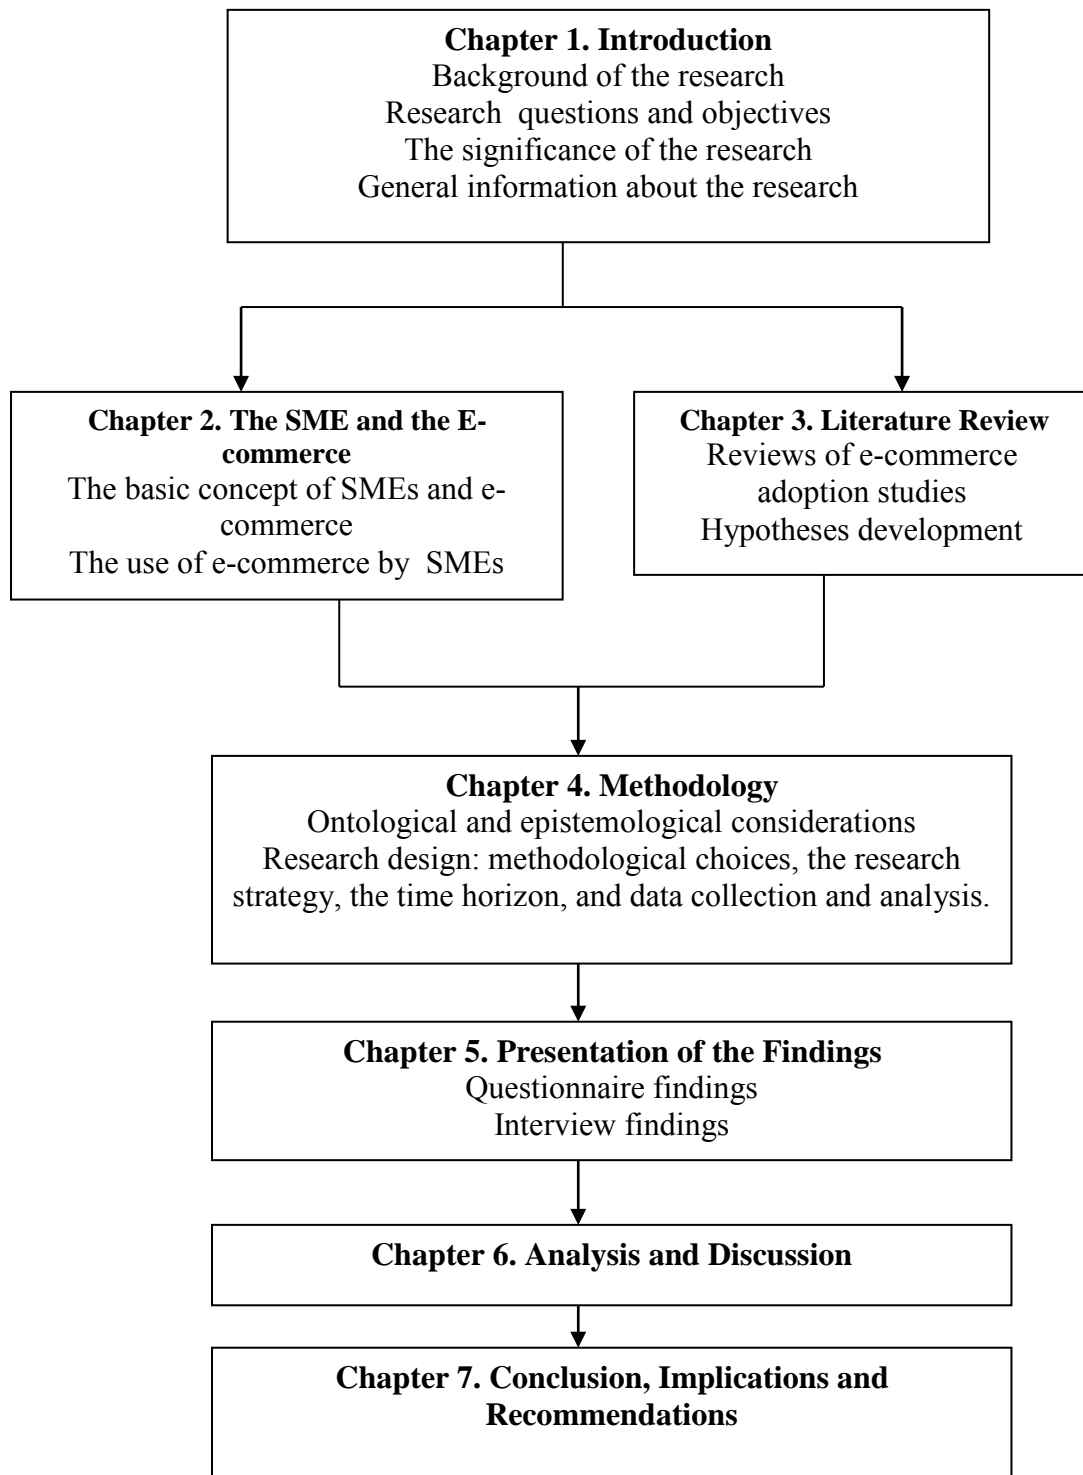 Chapter 1. Introduction
Background of the research
Research  questions and objectives
The significance of the research
General information about the research
Chapter 2. The SME and the E-
commerce
The basic concept of SMEs and e-
commerce
The use of e-commerce by  SMEs
Chapter 3. Literature Review
Reviews of e-commerce
adoption studies
Hypotheses development
Chapter 4. Methodology
Ontological and epistemological considerations
Research design: methodological choices, the research
strategy, the time horizon, and data collection and analysis.
Chapter 5. Presentation of the Findings
Questionnaire findings
Interview findings
Chapter 6. Analysis and Discussion
Chapter 7. Conclusion, Implications and
Recommendations